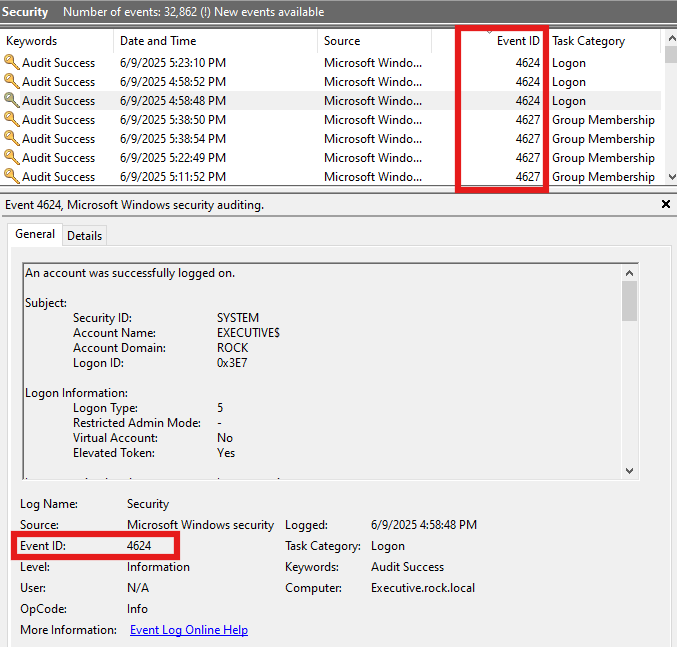 Security Number of events: 32,862 (!) New events available
Keywords Date and Time Source Event ID Task Category
Audit Success 6/9/2025 5:23:10 PM Microsoft Windo... 4624 Logon
Audit Success 6/9/2025 4:58:52 PM Microsoft Windo... 4624 Logon
Audit Success 6/9/2025 4:58:48 PM Microsoft Windo... 4624 Logon
Audit Success 6/9/2025 5:38:50 PM Microsoft Windo... 4627 Group Membership
Audit Success 6/9/2025 5:38:54 PM Microsoft Windo... 4627 Group Membership
Audit Success 6/9/2025 5:22:49 PM Microsoft Windo... 4627 Group Membership
Audit Success 6/9/2025 5:11:52 PM Microsoft Windo... 4627 Group Membership
Event 4624, Microsoft Windows security auditing.
General Details
An account was successfully logged on.
Subject:
Security ID: SYSTEM
Account Name: EXECUTIVE$
Account Domain: ROCK
Logon ID: 0x3E7
Logon Information:
Logon Type: 5
Restricted Admin Mode: -
Virtual Account: No
Elevated Token: Yes
Log Name: Security
Source: Microsoft Windows security Logged: 6/9/2025 4:58:48 PM
Event ID: 4624 Task Category: Logon
Level: Information Keywords: Audit Success
User: N/A Computer: Executive.rock.local
OpCode: Info
More Information: Event Log Online Help